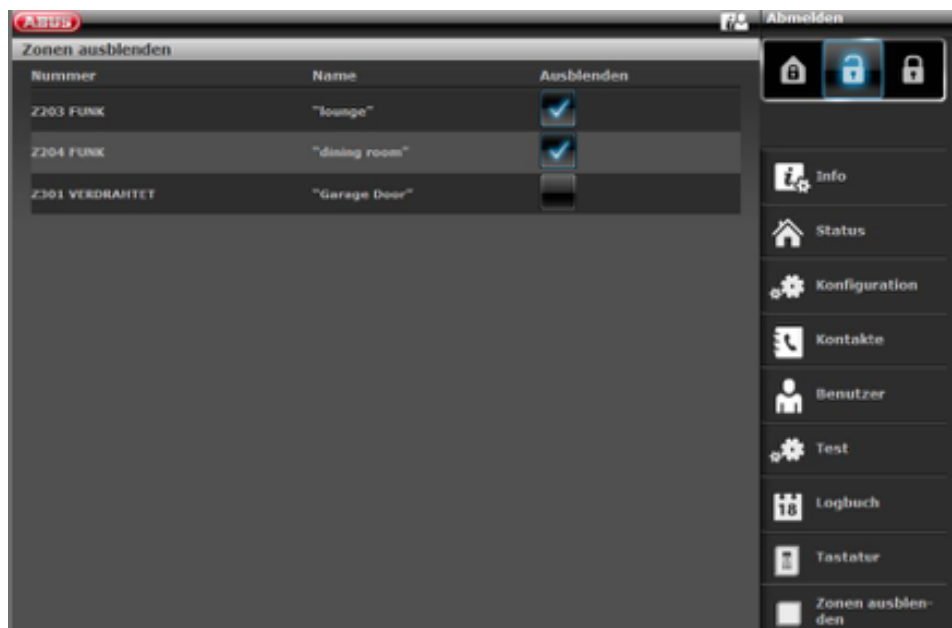 ABUS
Abmelden
Zonen ausblenden
Nummer Name Ausblenden
Z203 FUNK "lounge"
Z204 FUNK "dining room"
Z301 VERDRAHTET "Garage Door"
Info
Status
Konfiguration
Kontakte
Benutzer
Test
18 Logbuch
Tastatur
Zonen ausblen-
den